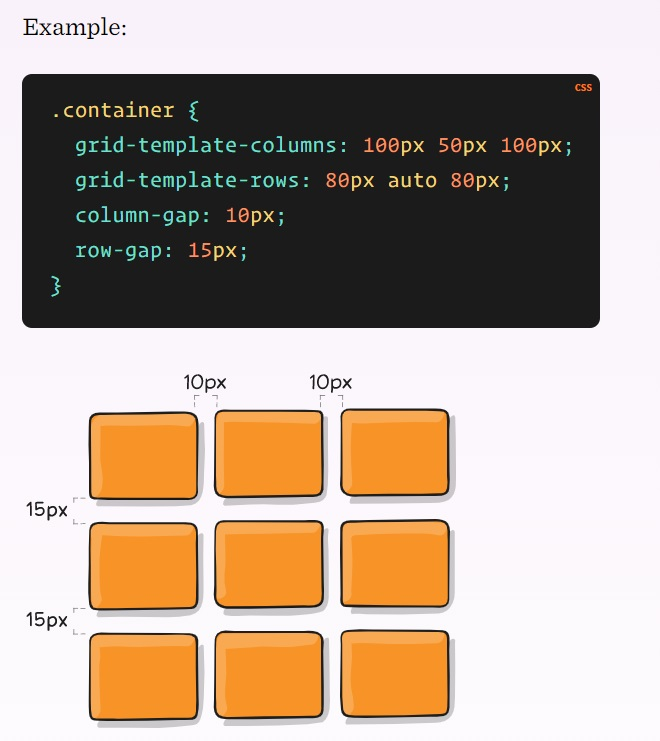 Example:
css
.container {
grid-template-columns: 100px 50px 100px;
grid-template-rows: 80px auto 80px;
column-gap: 10px;
row-gap: 15px;
}
10px 10px
15px
15px